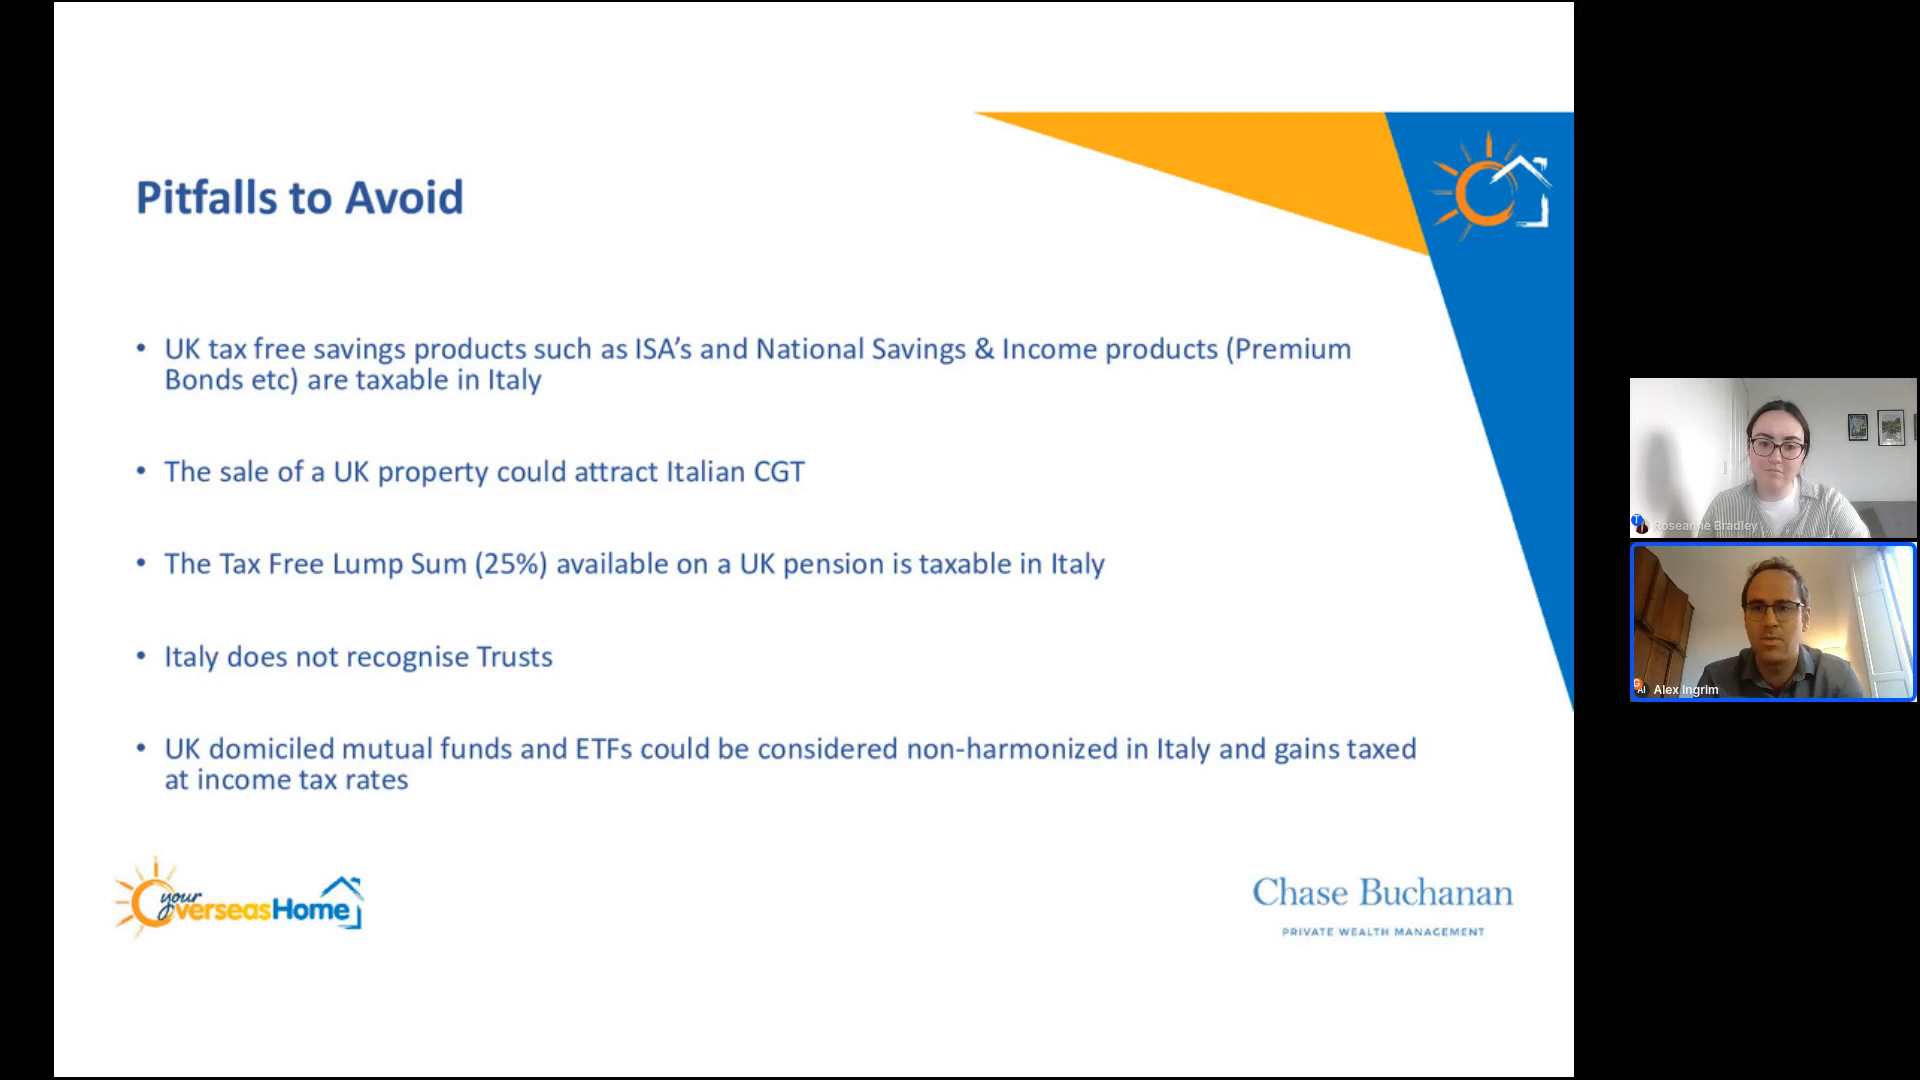 Pitfalls to Avoid
• UK tax free savings products such as ISA's and National Savings & Income products (Premium
Bonds etc) are taxable in Italy
• The sale of a UK property could attract Italian CGT
• The Tax Free Lump Sum (25%) available on a UK pension is taxable in Italy
• Italy does not recognise Trusts
• UK domiciled mutual funds and ETFs could be considered non-harmonized in Italy and gains taxed
at income tax rates
your
OverseasHome
Chase Buchanan
PRIVATE WEALTH MANAGEMENT
Roseanne Bradley
AI Alex Ingrim